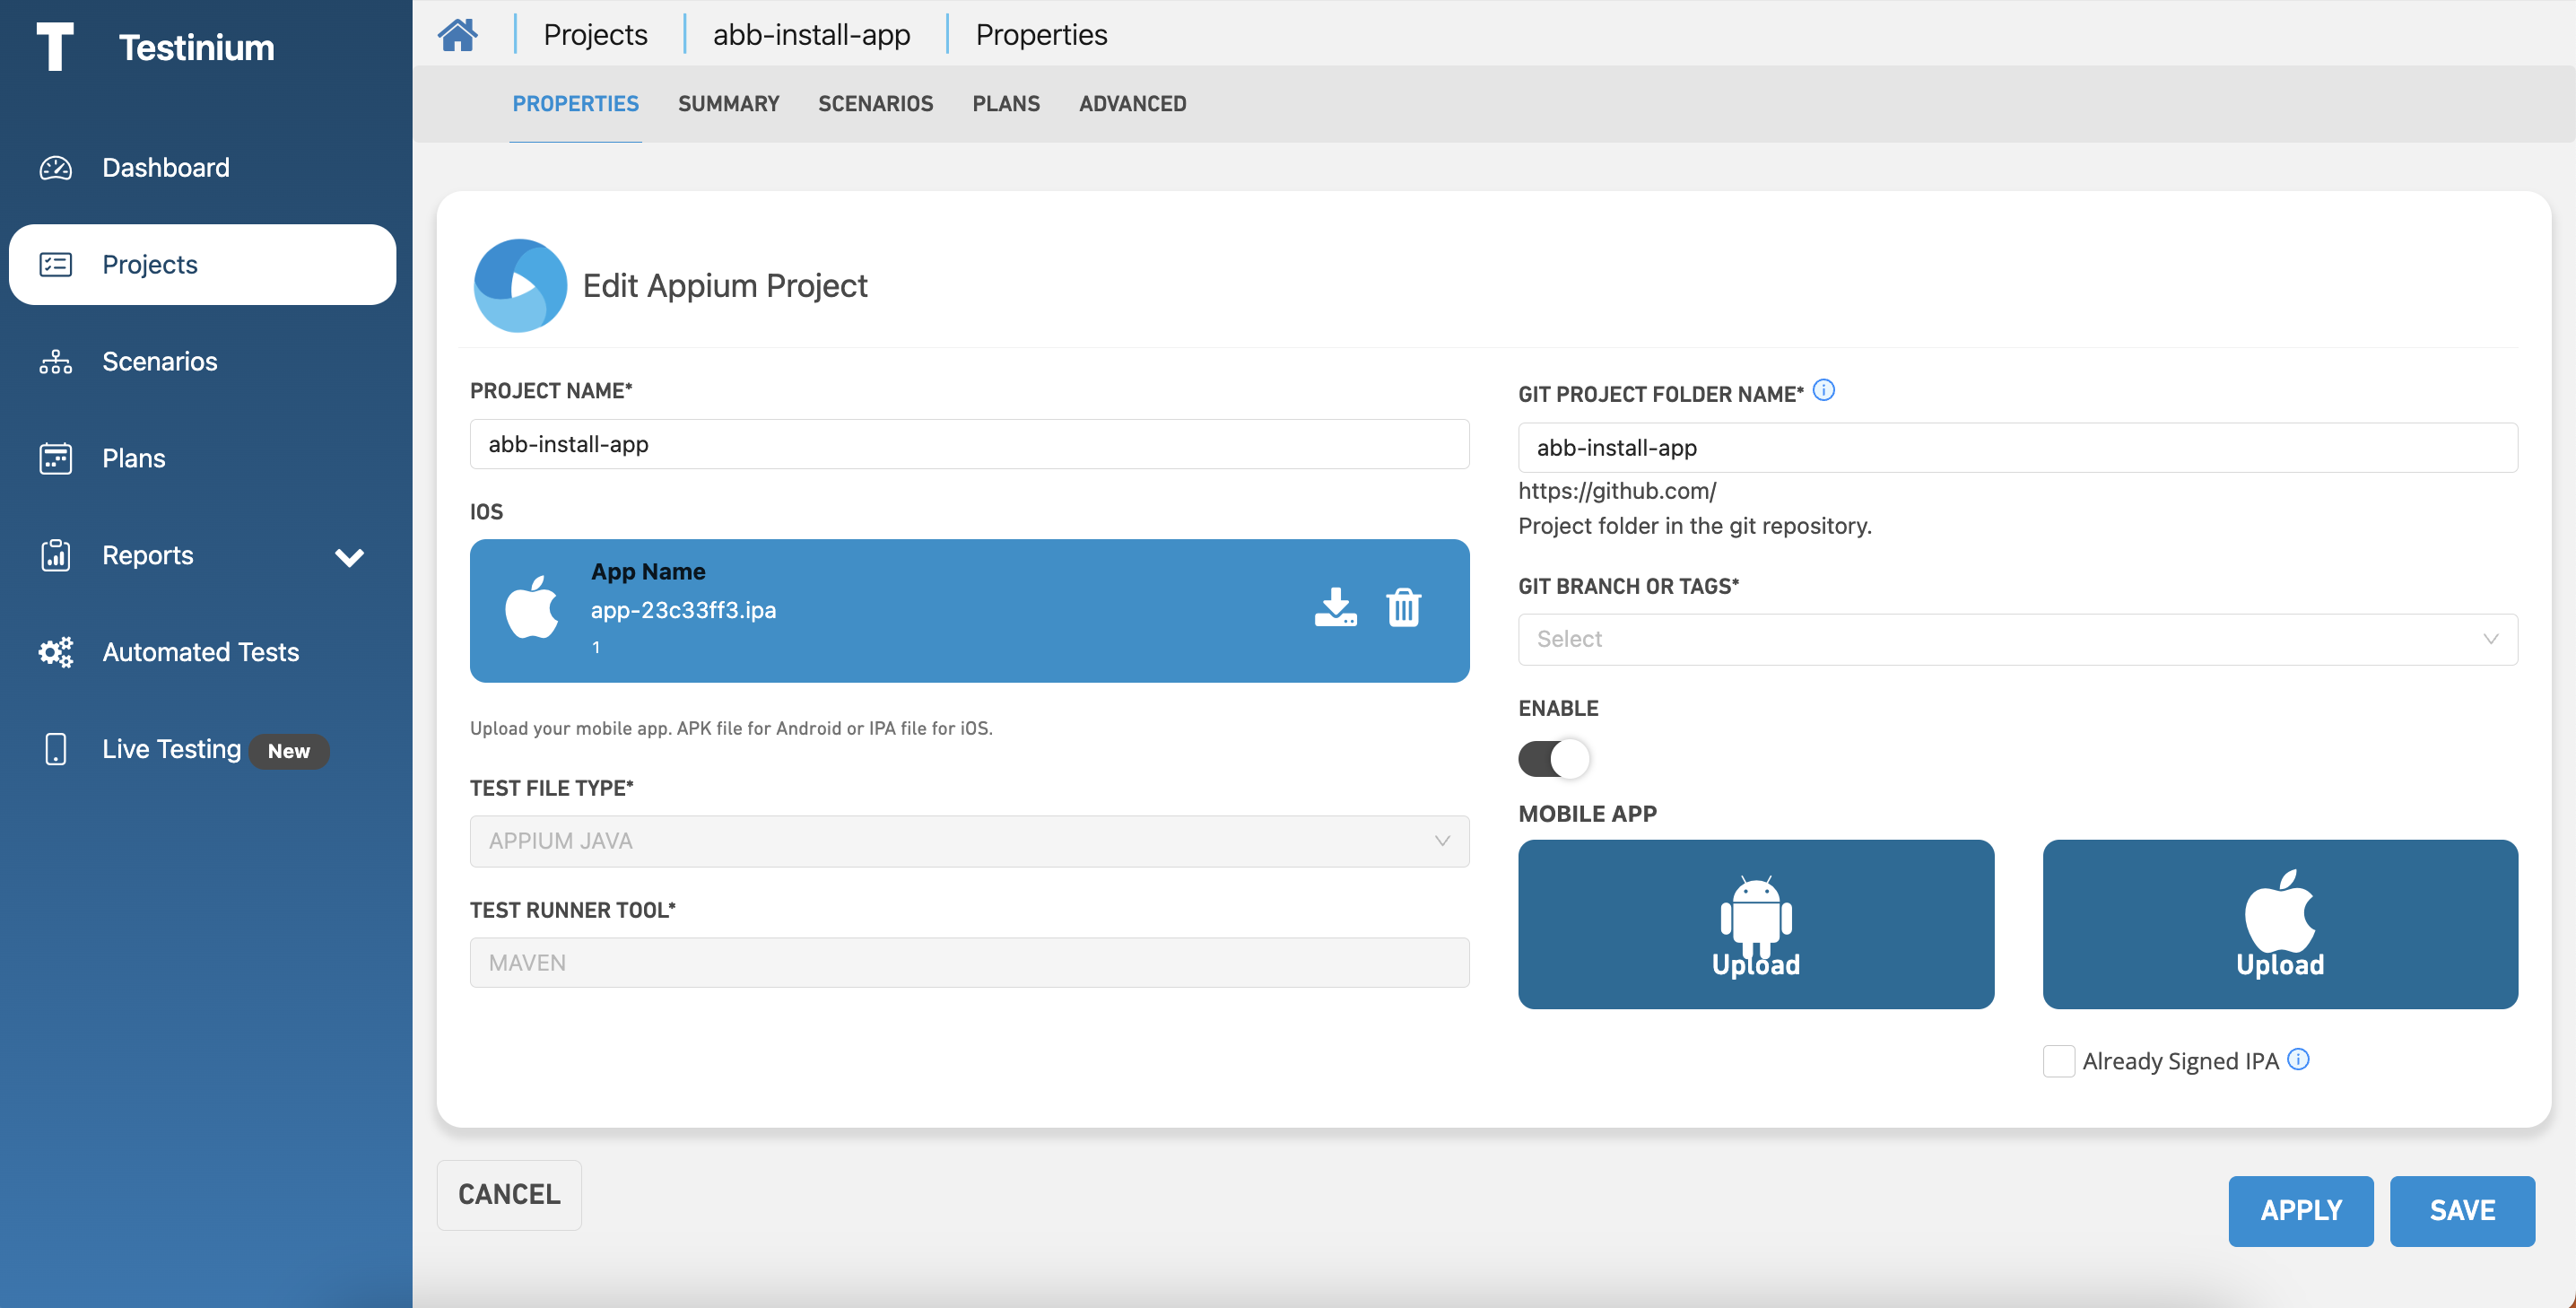 T Testinium
Dashboard
Projects
Scenarios
Plans
Reports
Automated Tests
Live Testing New
Projects abb-install-app Properties
PROPERTIES SUMMARY SCENARIOS PLANS ADVANCED
Edit Appium Project
PROJECT NAME*
abb-install-app
IOS
App Name
app-23c33ff3.ipa
1
Upload your mobile app. APK file for Android or IPA file for iOS.
TEST FILE TYPE*
APPIUM JAVA
TEST RUNNER TOOL*
MAVEN
GIT PROJECT FOLDER NAME*
abb-install-app
https://github.com/
Project folder in the git repository.
GIT BRANCH OR TAGS*
Select
ENABLE
MOBILE APP
Upload
Upload
Already Signed IPA
CANCEL
APPLY
SAVE